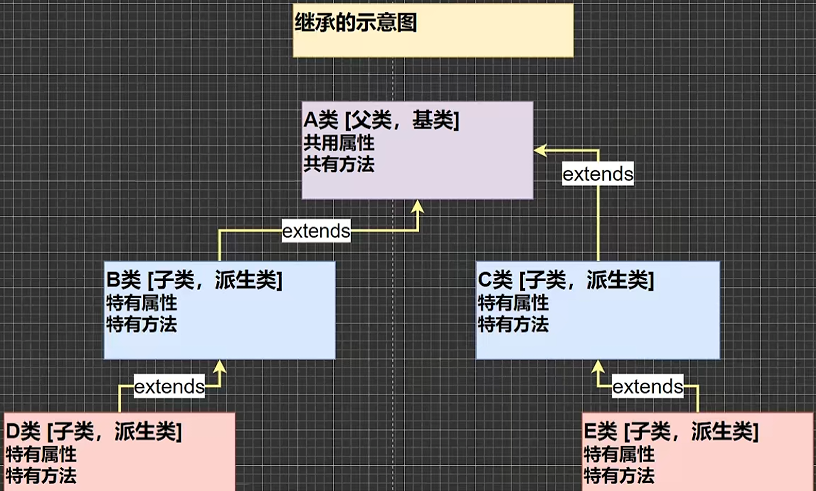 继承的示意图
A类 [父类，基类]
共用属性
共有方法
extends
extends
B类 [子类，派生类]
特有属性
特有方法
C类 [子类，派生类]
特有属性
特有方法
extends
extends
D类 [子类，派生类]
特有属性
特有方法
E类 [子类，派生类]
特有属性
特有方法